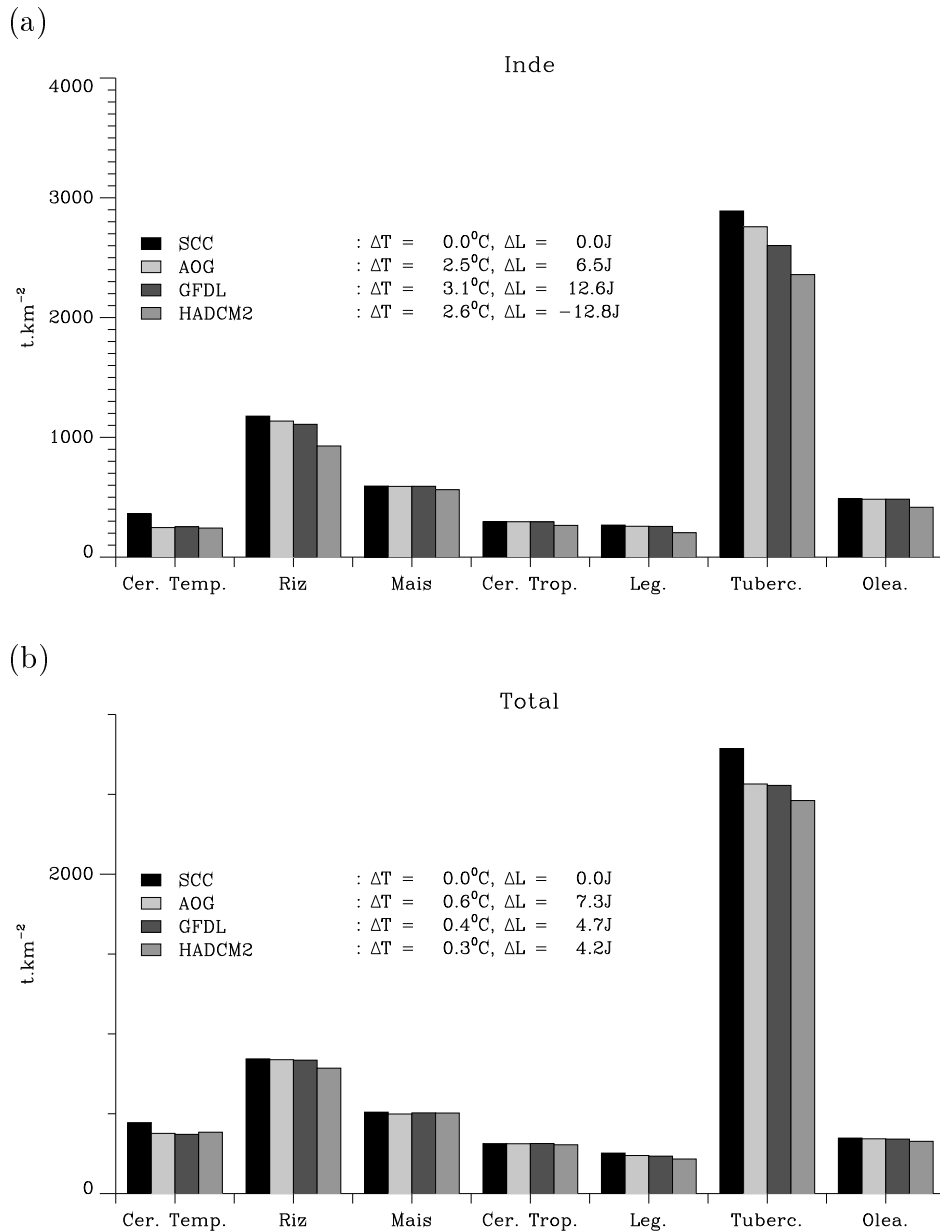 (a)
Inde
4000
3000
2000
1000
0
t.km⁻²
SCC : ΔT = 0.0⁰C, ΔL = 0.0J
AOG : ΔT = 2.5⁰C, ΔL = 6.5J
GFDL : ΔT = 3.1⁰C, ΔL = 12.6J
HADCM2 : ΔT = 2.6⁰C, ΔL = −12.8J
Cer. Temp. Riz Mais Cer. Trop. Leg. Tuberc. Olea.
(b)
Total
2000
0
t.km⁻²
SCC : ΔT = 0.0⁰C, ΔL = 0.0J
AOG : ΔT = 0.6⁰C, ΔL = 7.3J
GFDL : ΔT = 0.4⁰C, ΔL = 4.7J
HADCM2 : ΔT = 0.3⁰C, ΔL = 4.2J
Cer. Temp. Riz Mais Cer. Trop. Leg. Tuberc. Olea.